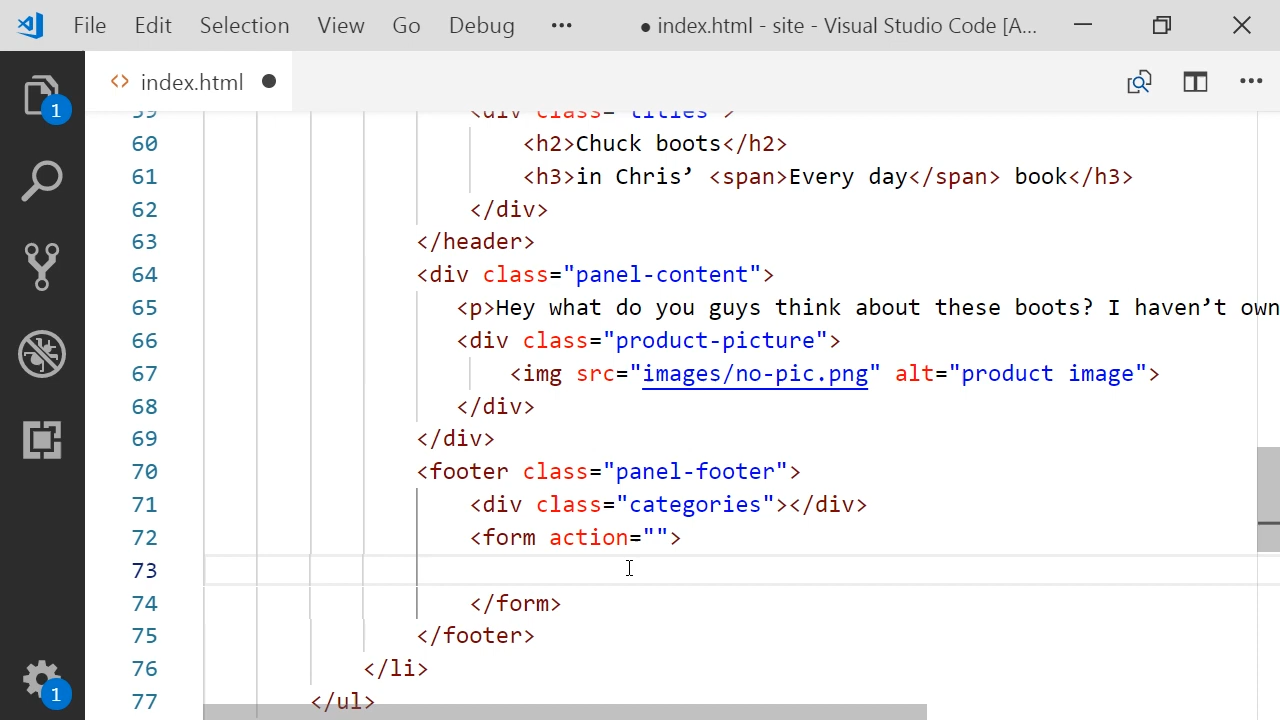 File Edit Selection View Go Debug ••• ● index.html - site - Visual Studio Code [A...
<> index.html ●
59 <div class="titles">
60 <h2>Chuck boots</h2>
61 <h3>in Chris’ <span>Every day</span> book</h3>
62 </div>
63 </header>
64 <div class="panel-content">
65 <p>Hey what do you guys think about these boots? I haven’t own
66 <div class="product-picture">
67 <img src="images/no-pic.png" alt="product image">
68 </div>
69 </div>
70 <footer class="panel-footer">
71 <div class="categories"></div>
72 <form action="">
73
74 </form>
75 </footer>
76 </li>
77 </ul>
1
1